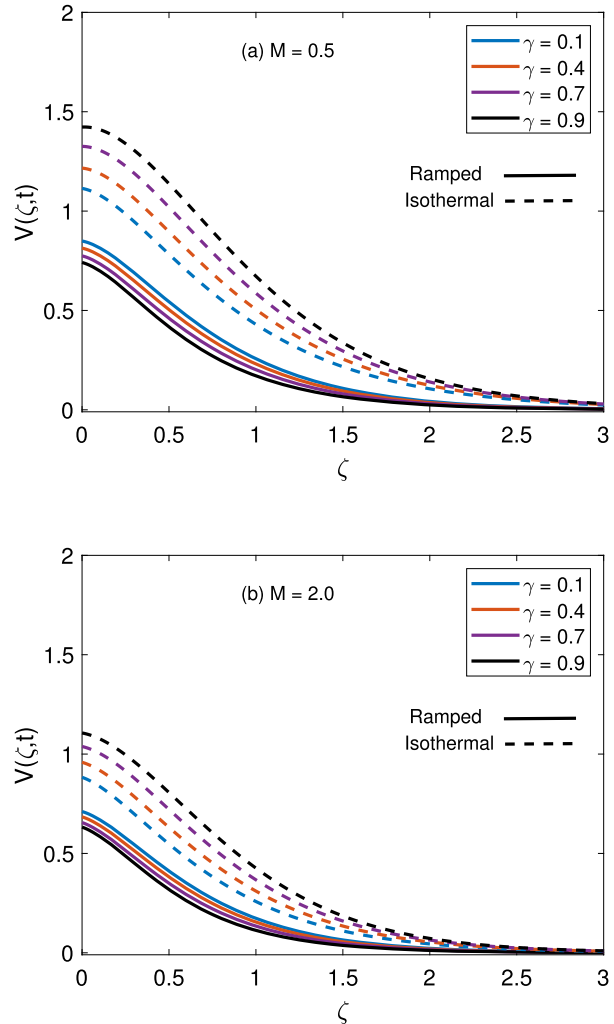 2
(a) M = 0.5
γ = 0.1
γ = 0.4
γ = 0.7
γ = 0.9
1.5
Ramped
Isothermal
1
V(ζ,t)
0.5
0
0 0.5 1 1.5 2 2.5 3
ζ
2
(b) M = 2.0
γ = 0.1
γ = 0.4
γ = 0.7
γ = 0.9
1.5
Ramped
Isothermal
1
V(ζ,t)
0.5
0
0 0.5 1 1.5 2 2.5 3
ζ